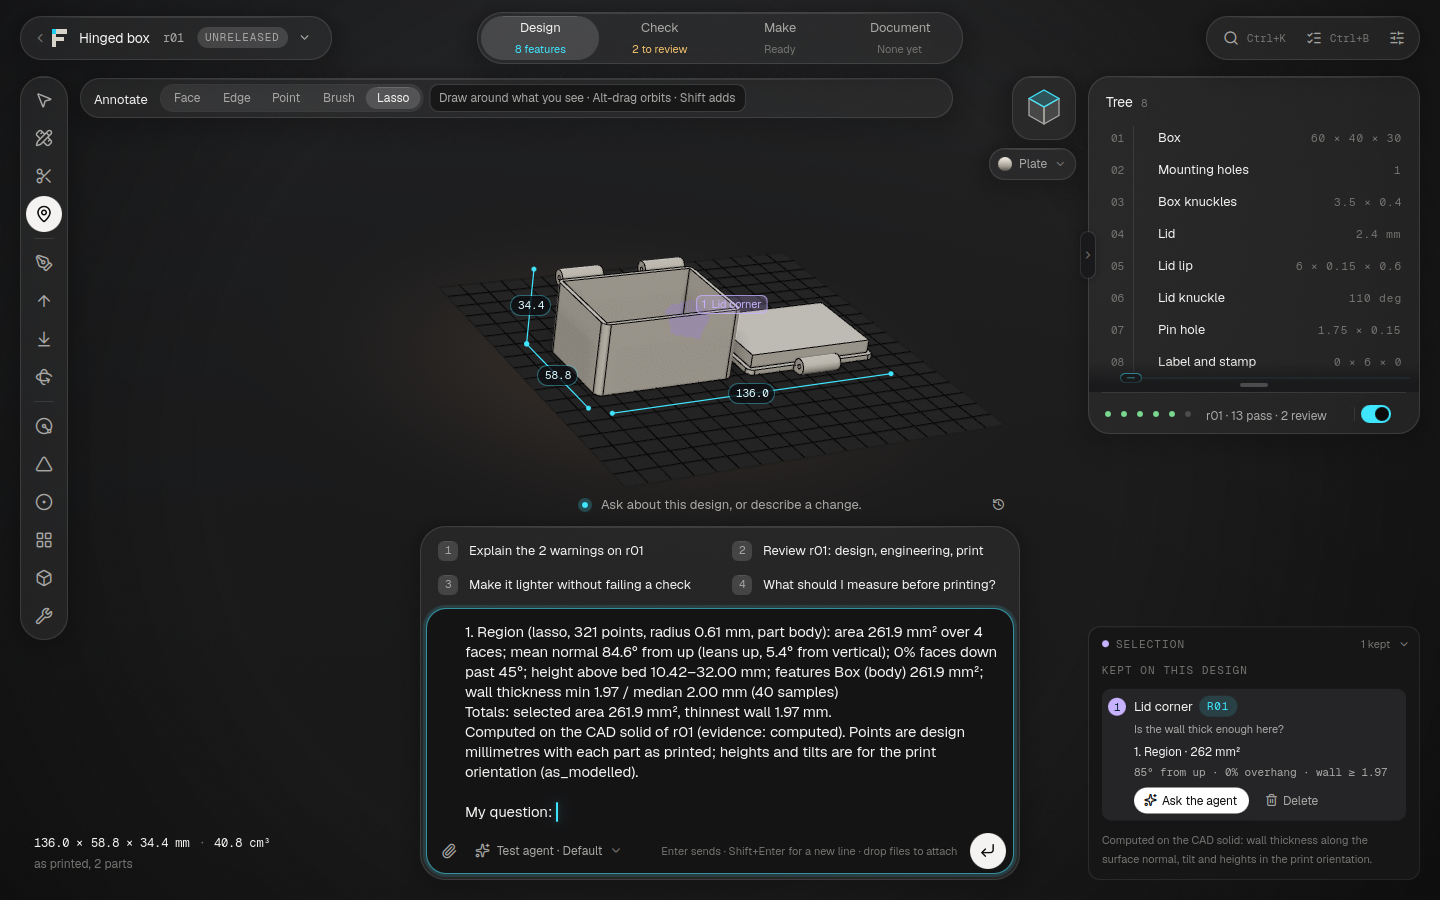 Hinged box r01 UNRELEASED
Design
8 features
Check
2 to review
Make
Ready
Document
None yet
Ctrl+K
Ctrl+B
Annotate Face Edge Point Brush Lasso Draw around what you see · Alt-drag orbits · Shift adds
Plate
Tree 8
01 Box 60 × 40 × 30
02 Mounting holes 1
03 Box knuckles 3.5 × 0.4
04 Lid 2.4 mm
05 Lid lip 6 × 0.15 × 0.6
06 Lid knuckle 110 deg
07 Pin hole 1.75 × 0.15
08 Label and stamp 0 × 6 × 0
r01 · 13 pass · 2 review
34.4
1 Lid corner
58.8
136.0
Ask about this design, or describe a change.
1 Explain the 2 warnings on r01
2 Review r01: design, engineering, print
3 Make it lighter without failing a check
4 What should I measure before printing?
1. Region (lasso, 321 points, radius 0.61 mm, part body): area 261.9 mm² over 4
faces; mean normal 84.6° from up (leans up, 5.4° from vertical); 0% faces down
past 45°; height above bed 10.42–32.00 mm; features Box (body) 261.9 mm²;
wall thickness min 1.97 / median 2.00 mm (40 samples)
Totals: selected area 261.9 mm², thinnest wall 1.97 mm.
Computed on the CAD solid of r01 (evidence: computed). Points are design
millimetres with each part as printed; heights and tilts are for the print
orientation (as_modelled).
My question:
Test agent · Default
Enter sends · Shift+Enter for a new line · drop files to attach
SELECTION 1 kept
KEPT ON THIS DESIGN
1 Lid corner R01
Is the wall thick enough here?
1. Region · 262 mm²
85° from up · 0% overhang · wall ≥ 1.97
Ask the agent Delete
Computed on the CAD solid: wall thickness along the
surface normal, tilt and heights in the print orientation.
136.0 × 58.8 × 34.4 mm · 40.8 cm³
as printed, 2 parts